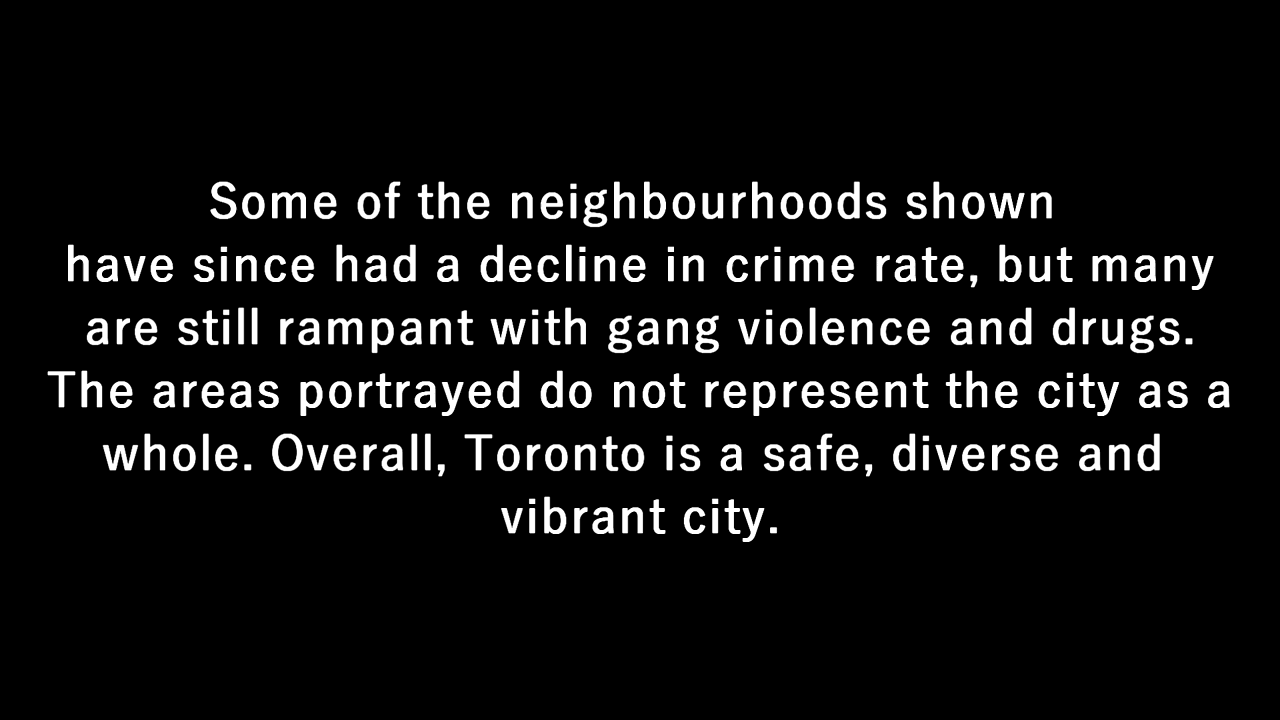 Some of the neighbourhoods shown
have since had a decline in crime rate, but many
are still rampant with gang violence and drugs.
The areas portrayed do not represent the city as a
whole. Overall, Toronto is a safe, diverse and
vibrant city.